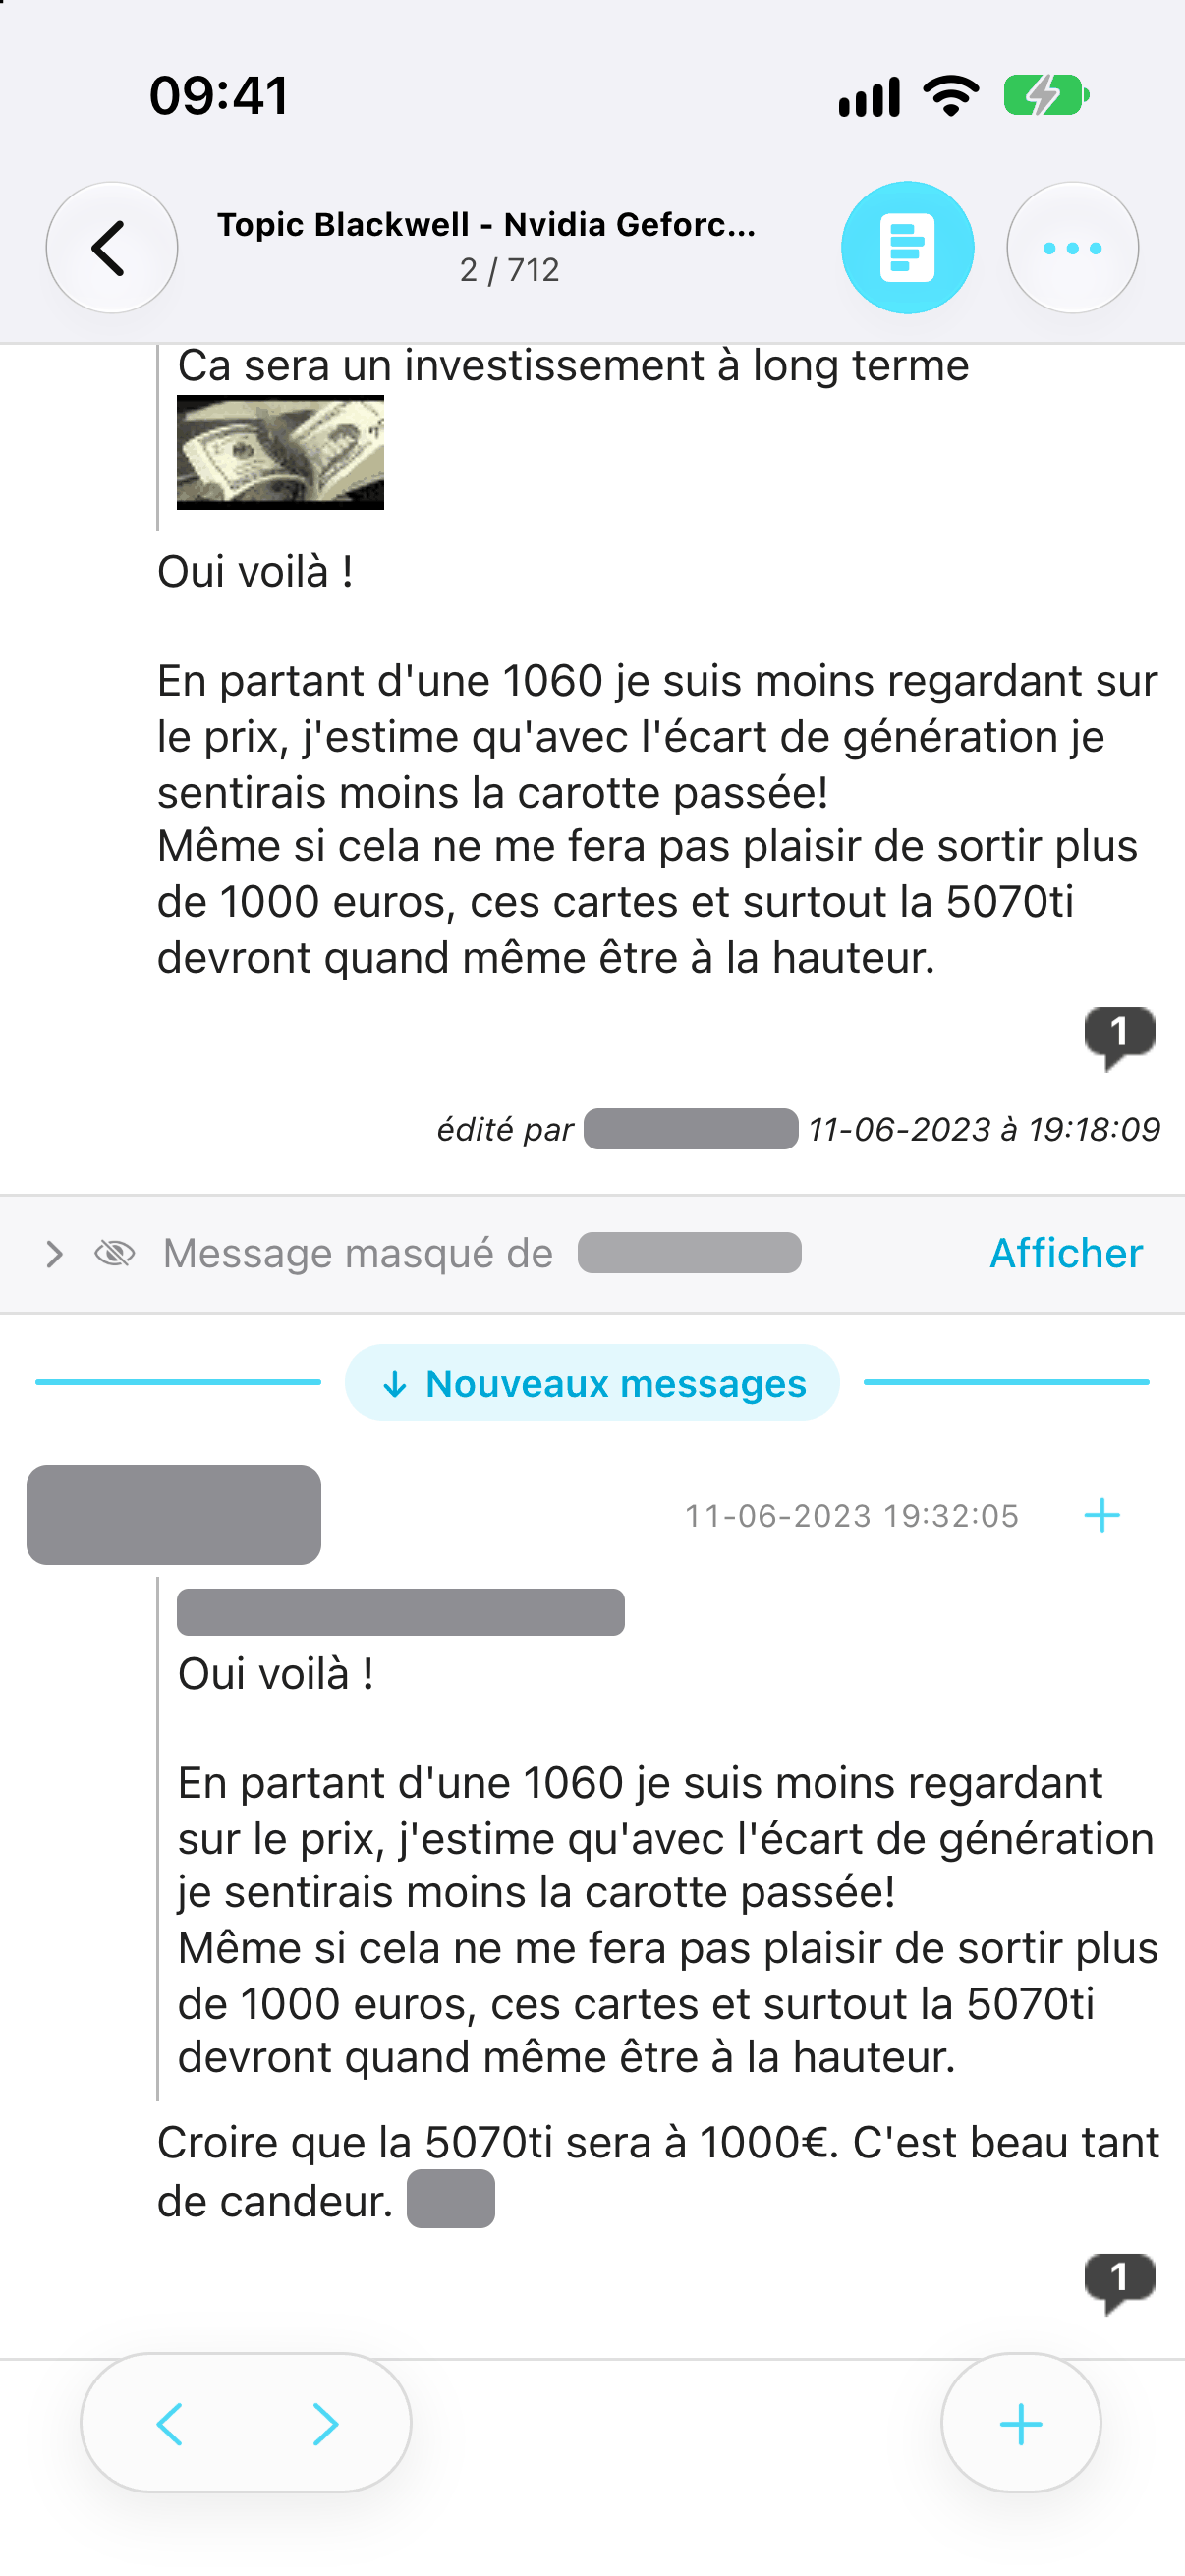 09:41
Topic Blackwell - Nvidia Geforc...
2 / 712
Ca sera un investissement à long terme
Oui voilà !
En partant d'une 1060 je suis moins regardant sur
le prix, j'estime qu'avec l'écart de génération je
sentirais moins la carotte passée!
Même si cela ne me fera pas plaisir de sortir plus
de 1000 euros, ces cartes et surtout la 5070ti
devront quand même être à la hauteur.
1
édité par 11-06-2023 à 19:18:09
Message masqué de Afficher
↓ Nouveaux messages
11-06-2023 19:32:05
Oui voilà !
En partant d'une 1060 je suis moins regardant
sur le prix, j'estime qu'avec l'écart de génération
je sentirais moins la carotte passée!
Même si cela ne me fera pas plaisir de sortir plus
de 1000 euros, ces cartes et surtout la 5070ti
devront quand même être à la hauteur.
Croire que la 5070ti sera à 1000€. C'est beau tant
de candeur.
1